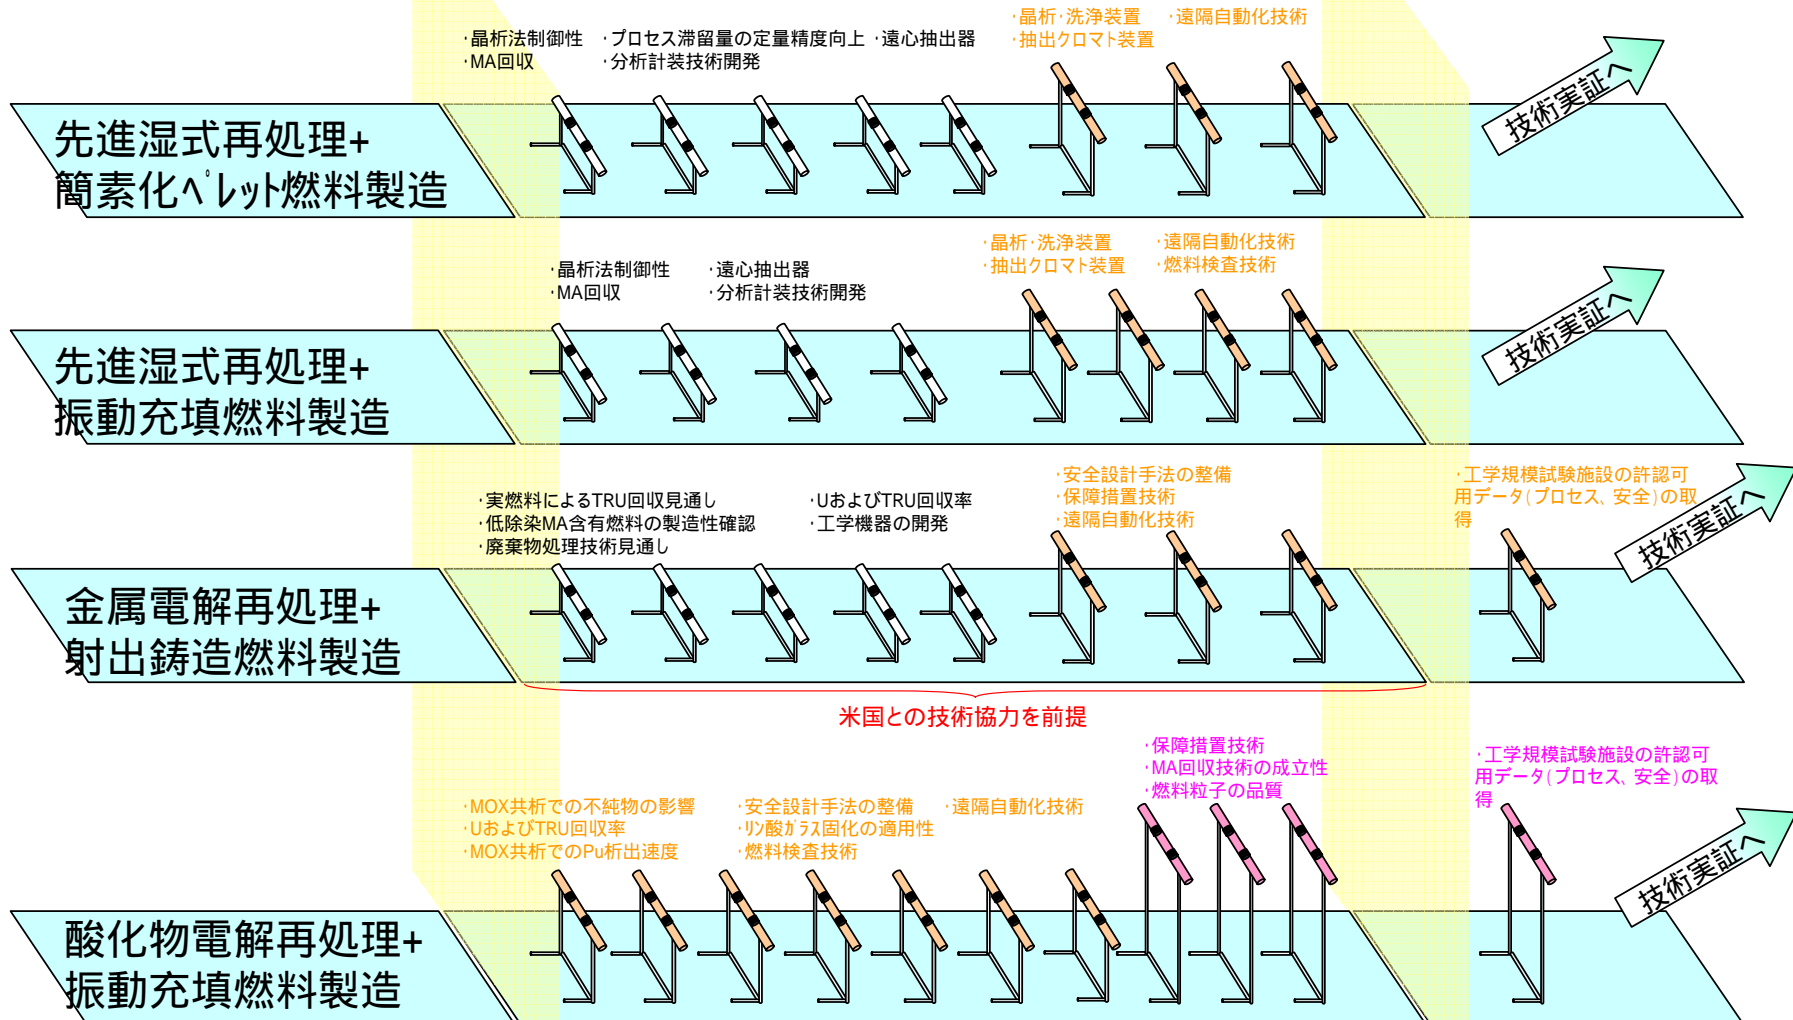 ・晶析・洗浄装置 ・遠隔自動化技術
・抽出クロマト装置
・晶析法制御性 ・プロセス滞留量の定量精度向上 ・遠心抽出器
・MA回収 ・分析計装技術開発
先進湿式再処理+
簡素化ペレット燃料製造
技術実証へ
・晶析・洗浄装置 ・遠隔自動化技術
・抽出クロマト装置 ・燃料検査技術
・晶析法制御性 ・遠心抽出器
・MA回収 ・分析計装技術開発
先進湿式再処理+
振動充填燃料製造
技術実証へ
・安全設計手法の整備
・保障措置技術
・遠隔自動化技術
・工学規模試験施設の許認可
用データ(プロセス、安全)の取
得
・実燃料によるTRU回収見通し ・UおよびTRU回収率
・低除染MA含有燃料の製造性確認 ・工学機器の開発
・廃棄物処理技術見通し
金属電解再処理+
射出鋳造燃料製造
技術実証へ
米国との技術協力を前提
・保障措置技術
・MA回収技術の成立性
・燃料粒子の品質
・工学規模試験施設の許認可
用データ(プロセス、安全)の取
得
・MOX共析での不純物の影響 ・安全設計手法の整備 ・遠隔自動化技術
・UおよびTRU回収率 ・リン酸ガラス固化の適用性
・MOX共析でのPu析出速度 ・燃料検査技術
酸化物電解再処理+
振動充填燃料製造
技術実証へ